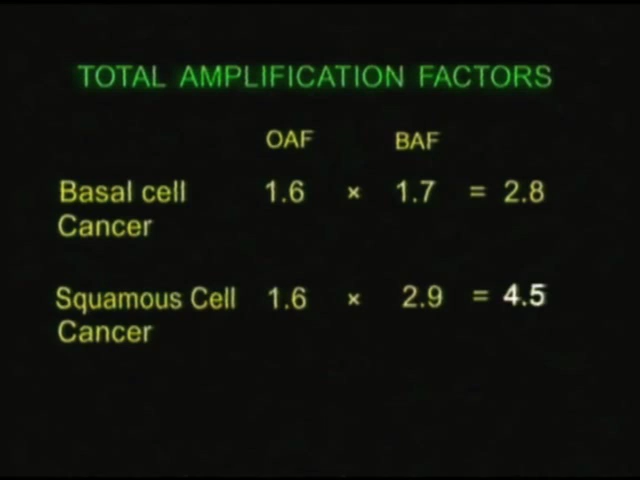 TOTAL AMPLIFICATION FACTORS
OAF BAF
Basal cell 1.6 × 1.7 = 2.8
Cancer
Squamous Cell 1.6 × 2.9 = 4.5
Cancer